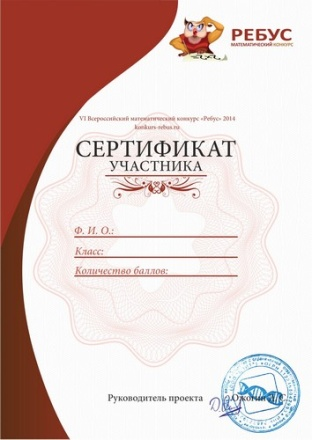 РЕБУС
МАТЕМАТИЧЕСКИЙ КОНКУРС
VI Всероссийский математический конкурс «Ребус» 2014
konkurs-rebus.ru
СЕРТИФИКАТ
УЧАСТНИКА
Ф. И. О.:
Класс:
Количество баллов:
Руководитель проекта